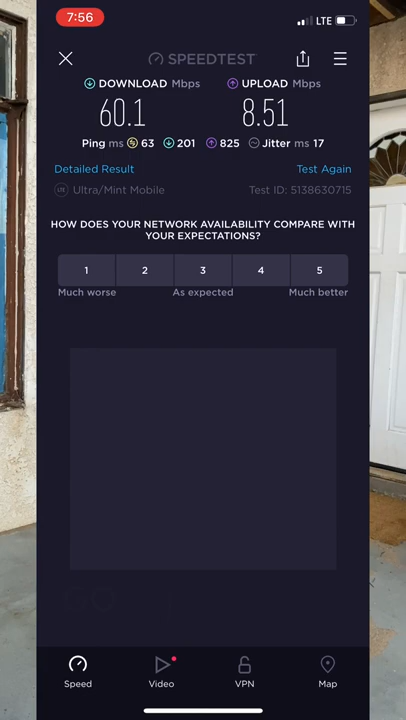 7:56
LTE
SPEEDTEST
DOWNLOAD Mbps
UPLOAD Mbps
60.1
8.51
Ping ms 63 201 825 Jitter ms 17
Detailed Result
Test Again
LTE Ultra/Mint Mobile
Test ID: 5138630715
HOW DOES YOUR NETWORK AVAILABILITY COMPARE WITH
YOUR EXPECTATIONS?
1 2 3 4 5
Much worse As expected Much better
Speed Video VPN Map